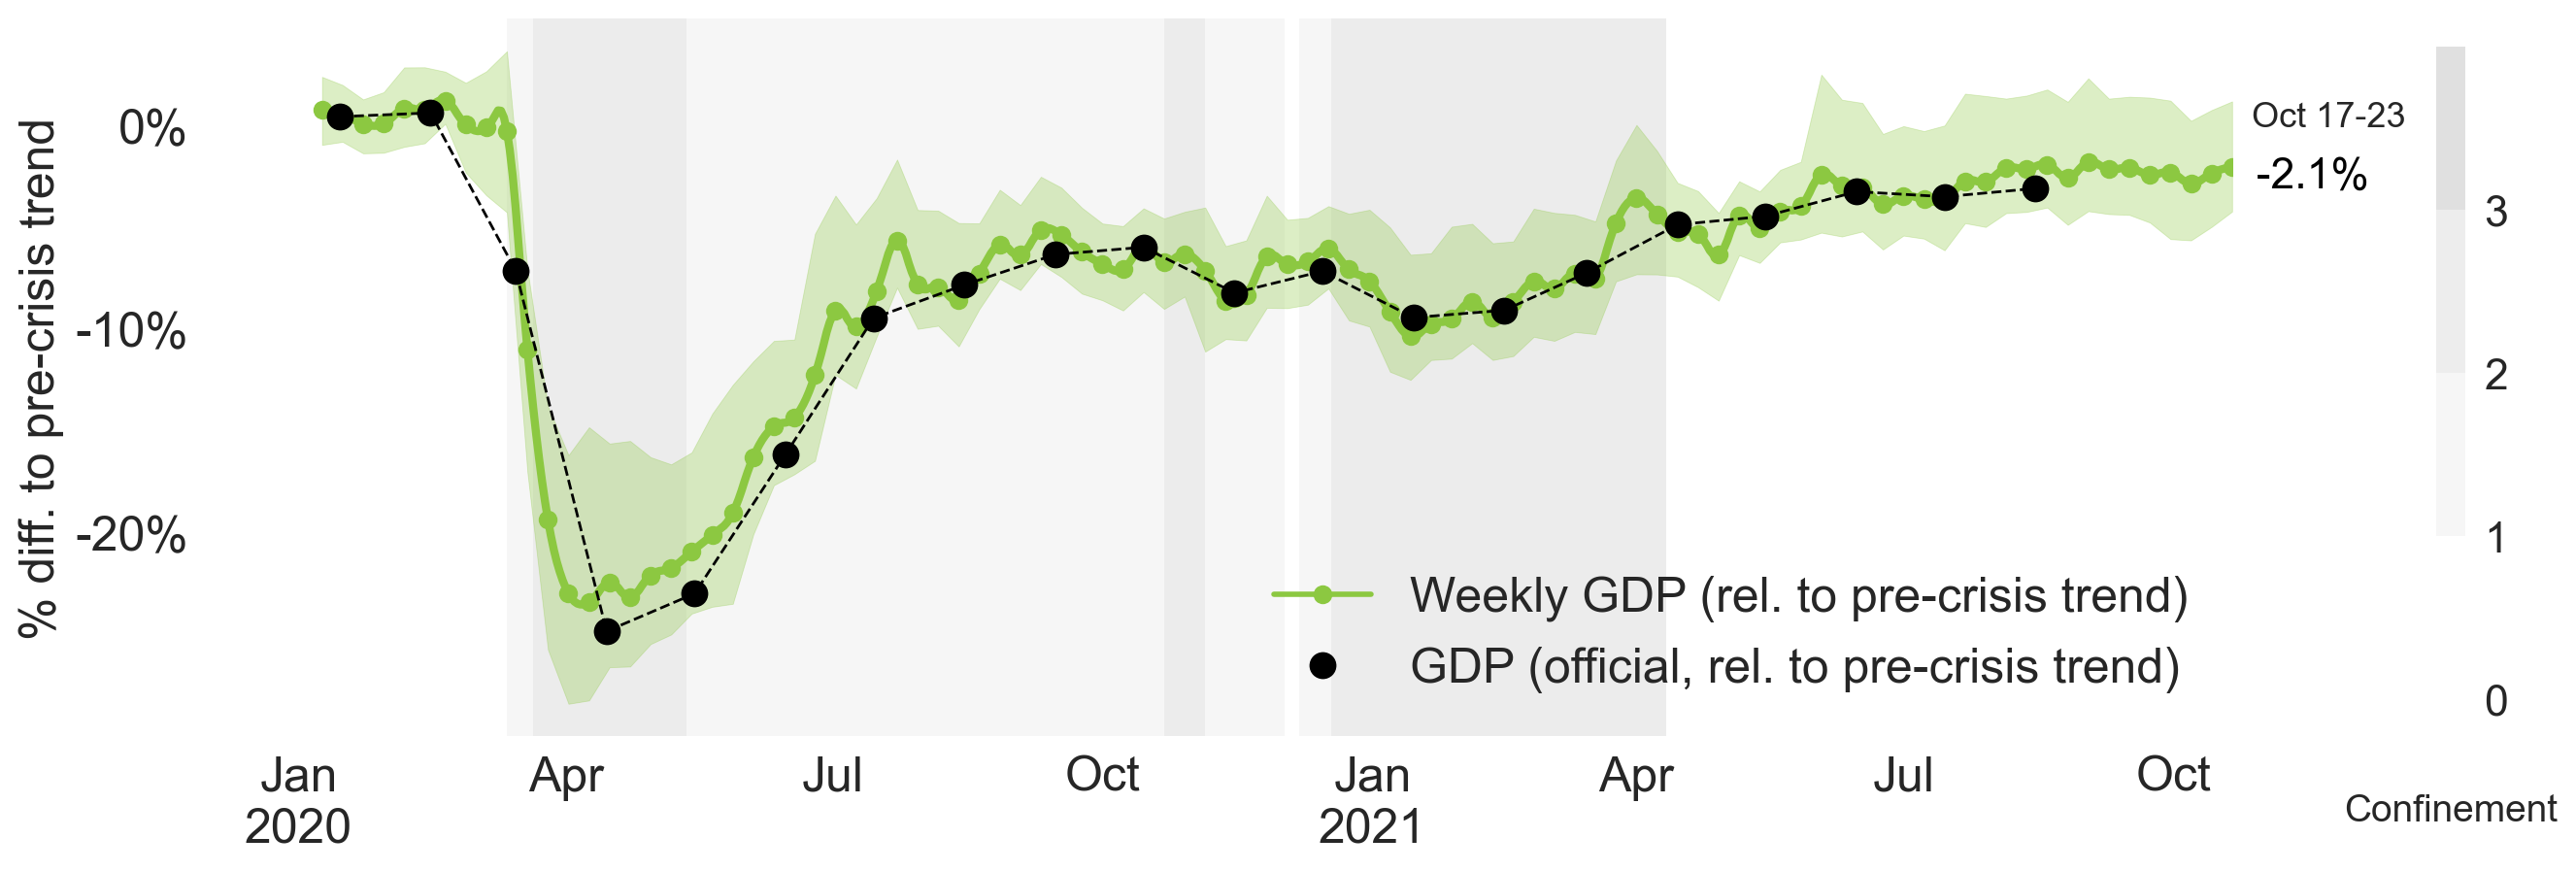 % diff. to pre-crisis trend
0%
-10%
-20%
Oct 17-23
-2.1%
3
2
1
0
Confinement
Weekly GDP (rel. to pre-crisis trend)
GDP (official, rel. to pre-crisis trend)
Jan Apr Jul Oct Jan Apr Jul Oct
2020 2021